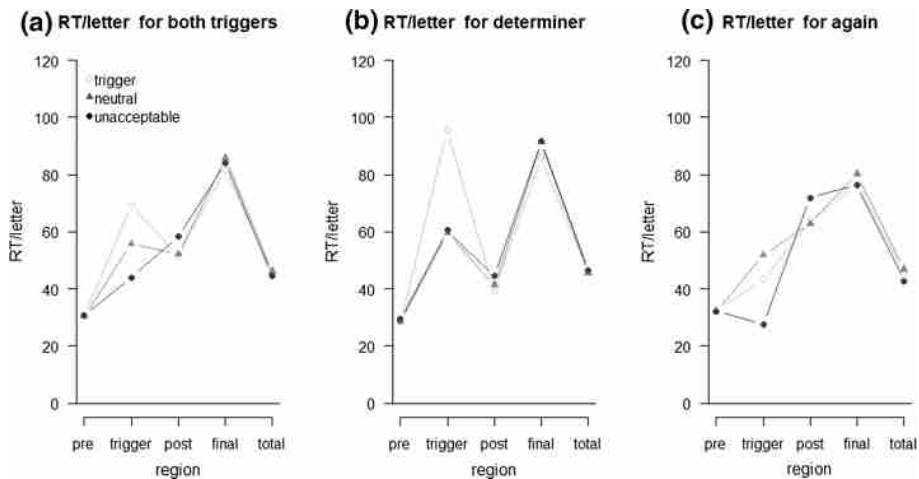 (a) RT/letter for both triggers
120
100
80
60
40
20
0
RT/letter
trigger
neutral
unacceptable
pre trigger post final total
region
(b) RT/letter for determiner
120
100
80
60
40
20
0
RT/letter
pre trigger post final total
region
(c) RT/letter for again
120
100
80
60
40
20
0
RT/letter
pre trigger post final total
region